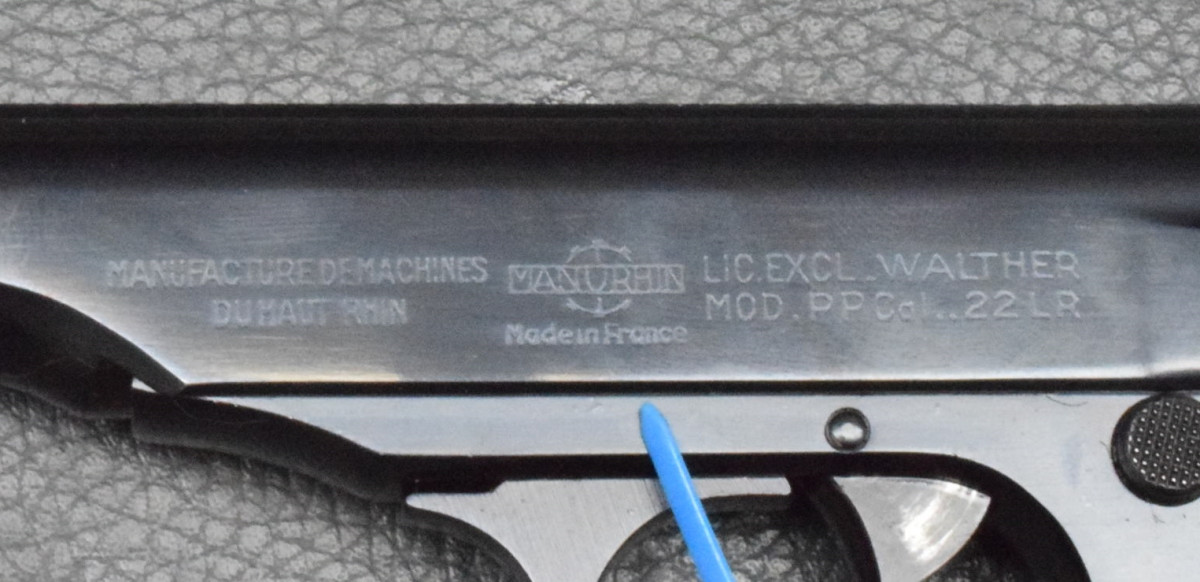 MANUFACTURE DE MACHINES
DU HAUT RHIN
MANURHIN
Made in France
LIC.EXCL..WALTHER
MOD.PP Cal..22 LR